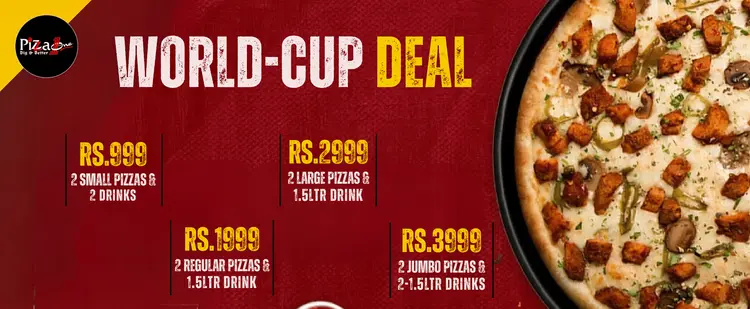 Pizza One
Big & Better
WORLD-CUP DEAL
RS.999
2 SMALL PIZZAS &
2 DRINKS
RS.2999
2 LARGE PIZZAS &
1.5LTR DRINK
RS.1999
2 REGULAR PIZZAS &
1.5LTR DRINK
RS.3999
2 JUMBO PIZZAS &
2-1.5LTR DRINKS